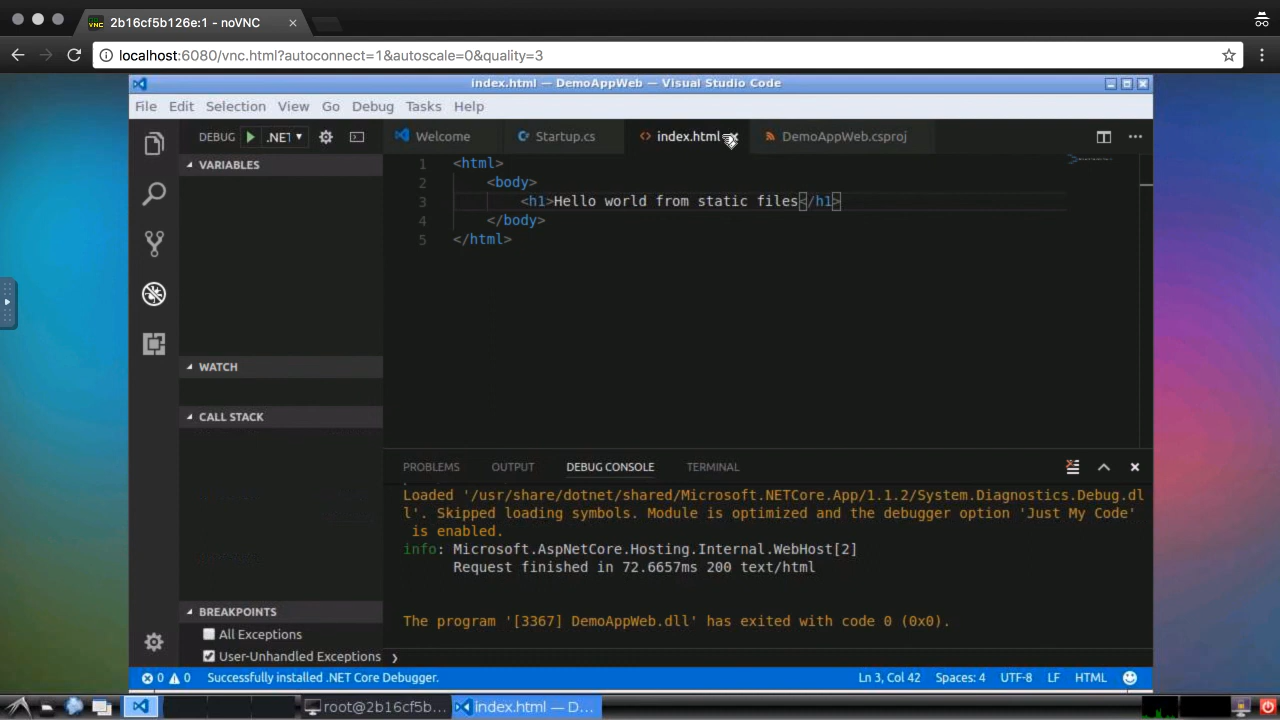 2b16cf5b126e:1 - noVNC
localhost:6080/vnc.html?autoconnect=1&autoscale=0&quality=3
index.html — DemoAppWeb — Visual Studio Code
File Edit Selection View Go Debug Tasks Help
DEBUG .NET Welcome Startup.cs index.html DemoAppWeb.csproj
VARIABLES
1 <html>
2 <body>
3 <h1>Hello world from static files</h1>
4 </body>
5 </html>
WATCH
CALL STACK
PROBLEMS OUTPUT DEBUG CONSOLE TERMINAL
Loaded '/usr/share/dotnet/shared/Microsoft.NETCore.App/1.1.2/System.Diagnostics.Debug.dl
l'. Skipped loading symbols. Module is optimized and the debugger option 'Just My Code'
is enabled.
info: Microsoft.AspNetCore.Hosting.Internal.WebHost[2]
Request finished in 72.6657ms 200 text/html
The program '[3367] DemoAppWeb.dll' has exited with code 0 (0x0).
BREAKPOINTS
All Exceptions
User-Unhandled Exceptions
0 0 Successfully installed .NET Core Debugger. Ln 3, Col 42 Spaces: 4 UTF-8 LF HTML
root@2b16cf5b... index.html — D...